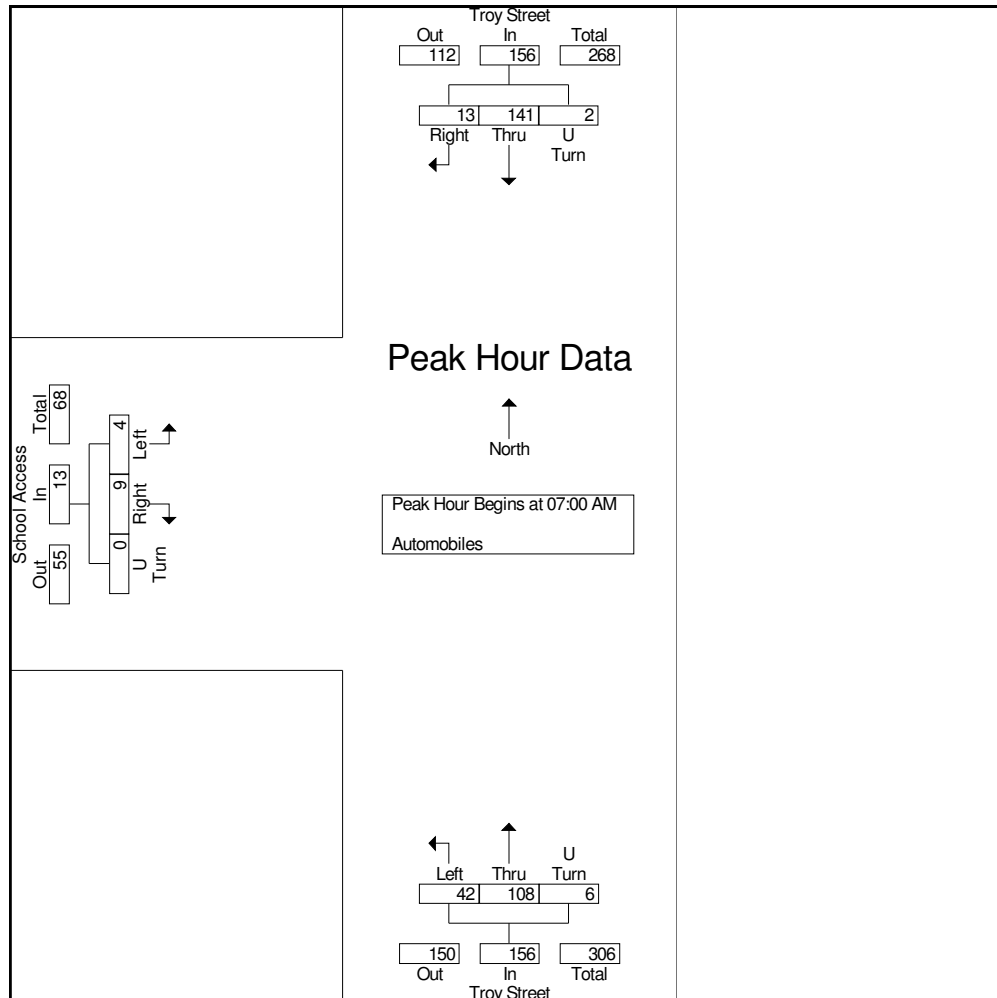 Troy Street
Out In Total
112 156 268
13 141 2
Right Thru U
Turn
Peak Hour Data
North
Peak Hour Begins at 07:00 AM
Automobiles
School Access
Out In Total
55 13 68
0 9 4
U Right Left
Turn
U
Left Thru Turn
42 108 6
150 156 306
Out In Total
Troy Street